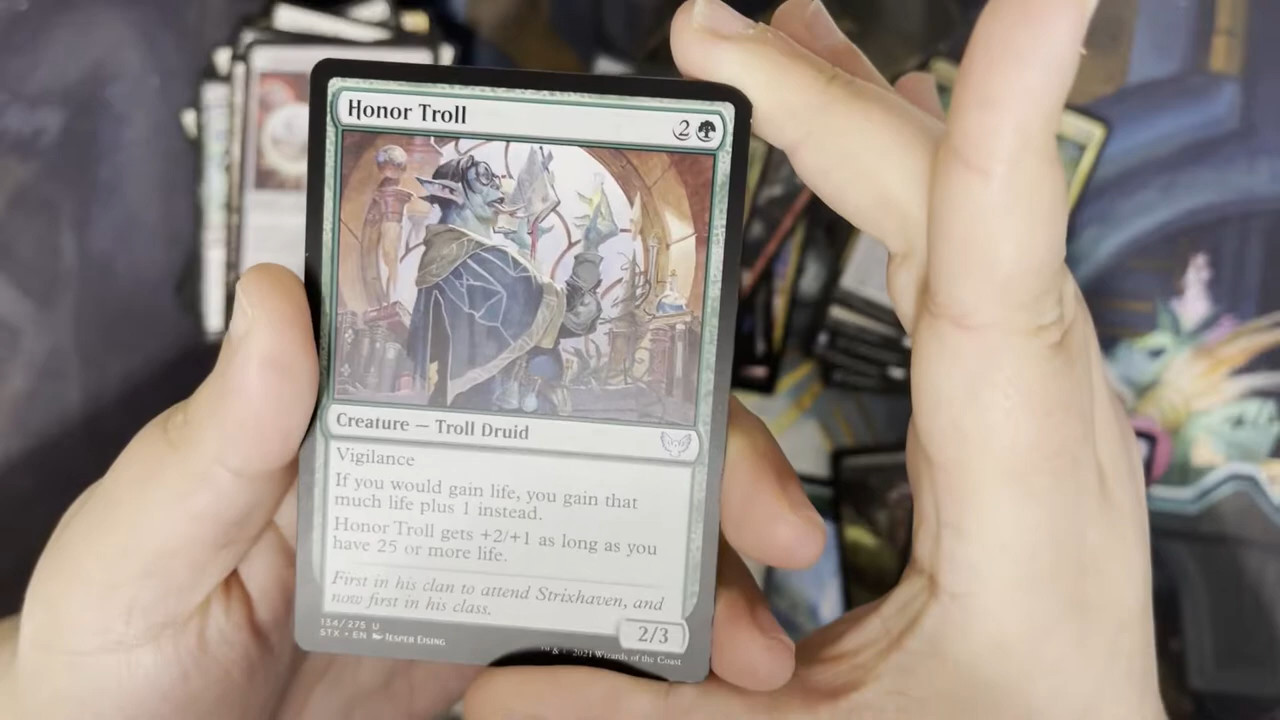 Honor Troll
2
Creature — Troll Druid
Vigilance
If you would gain life, you gain that
much life plus 1 instead.
Honor Troll gets +2/+1 as long as you
have 25 or more life.
First in his clan to attend Strixhaven, and
now first in his class.
134/275 U
2/3
STX • EN Jesper Ejsing
& © 2021 Wizards of the Coast